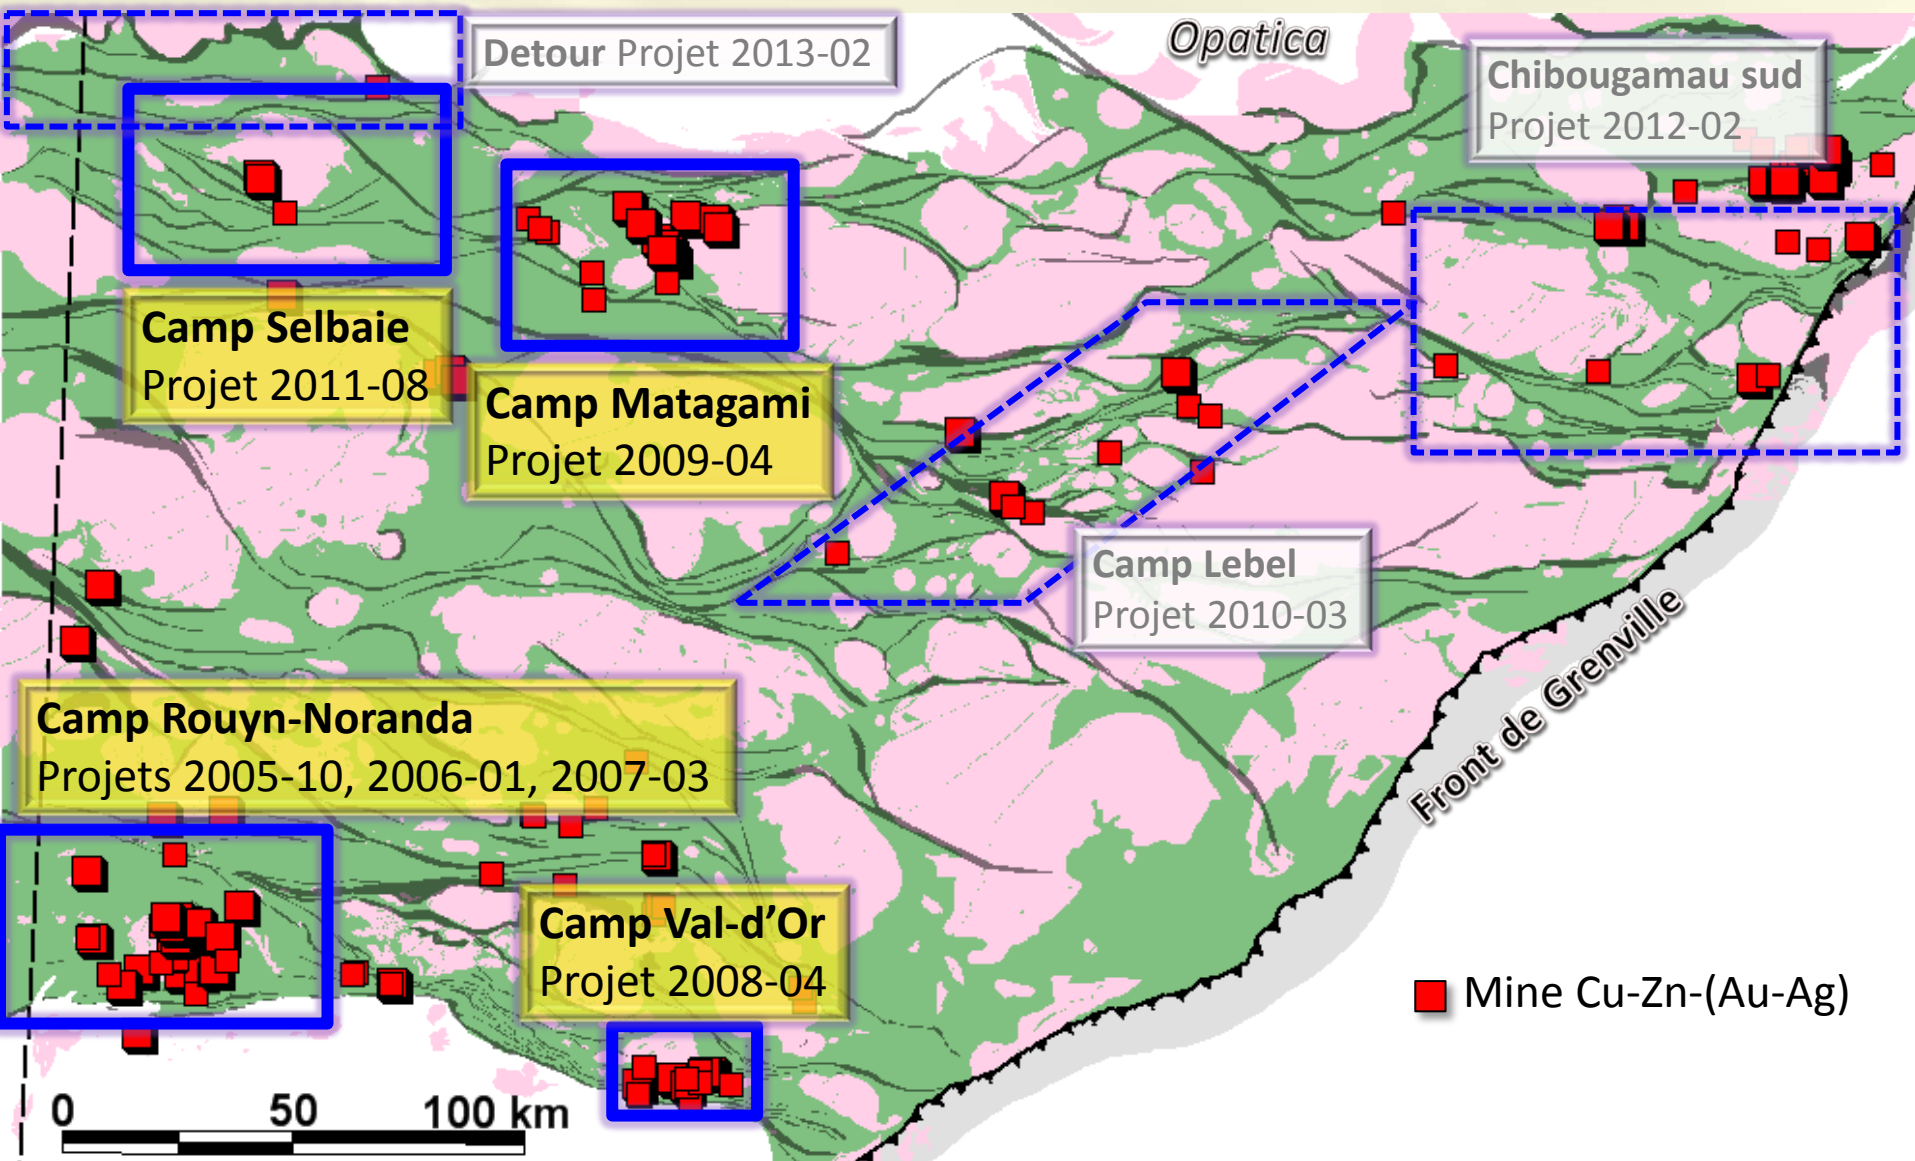 Detour Projet 2013-02
Opatica
Chibougamau sud
Projet 2012-02
Camp Selbaie
Projet 2011-08
Camp Matagami
Projet 2009-04
Camp Lebel
Projet 2010-03
Front de Grenville
Camp Rouyn-Noranda
Projets 2005-10, 2006-01, 2007-03
Camp Val-d'Or
Projet 2008-04
Mine Cu-Zn-(Au-Ag)
0 50 100 km